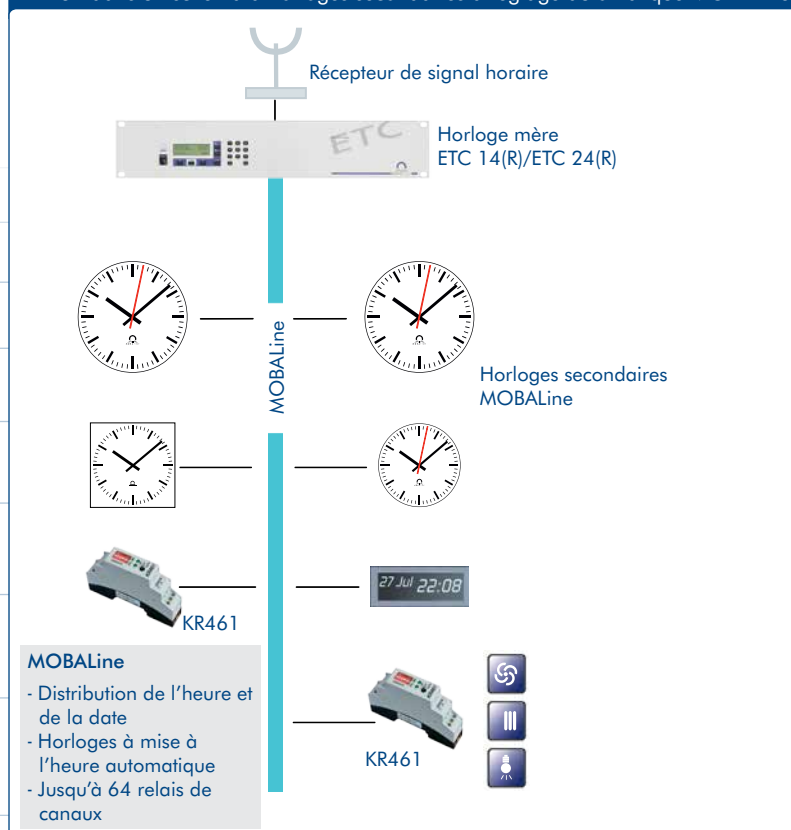 Récepteur de signal horaire
ETC
Horloge mère
ETC 14(R)/ETC 24(R)
MOBALine
Horloges secondaires
MOBALine
27 Jul 22:08
KR461
MOBALine
- Distribution de l'heure et
de la date
- Horloges à mise à
l'heure automatique
- Jusqu'à 64 relais de
canaux
KR461